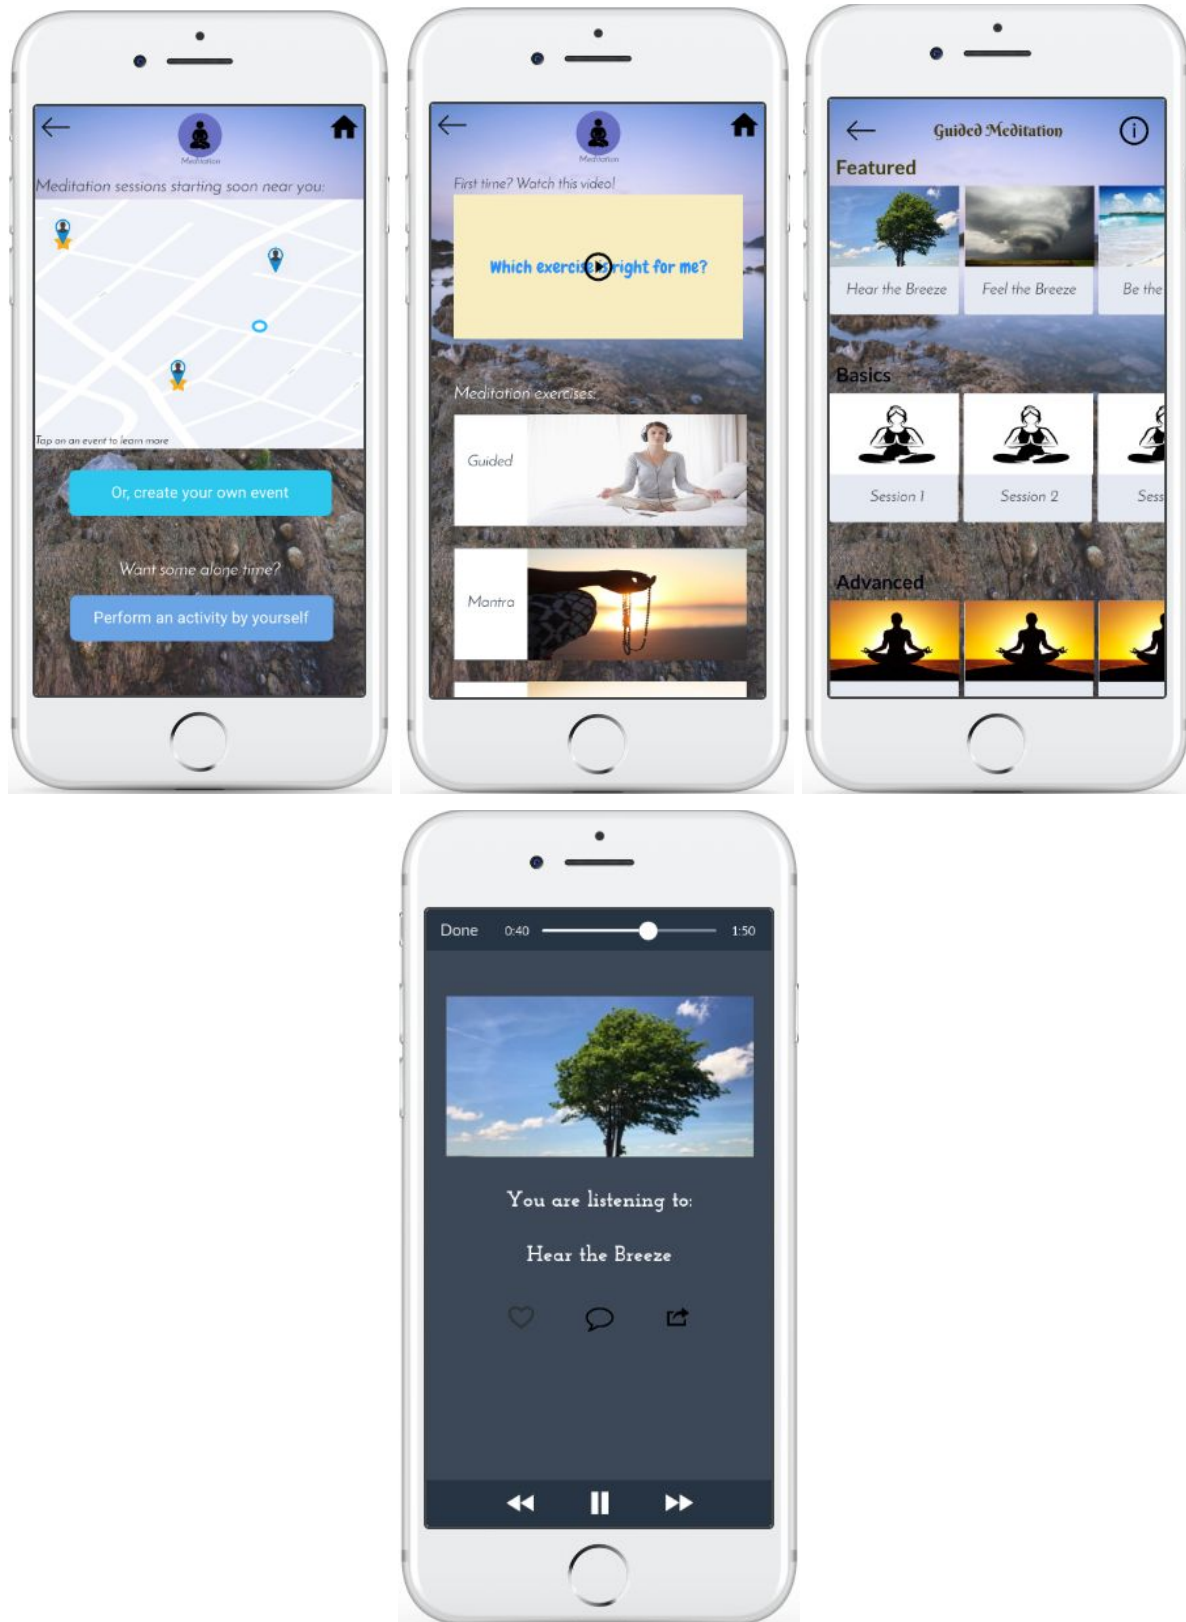 Meditation
Meditation sessions starting soon near you:
Tap on an event to learn more
Or, create your own event
Want some alone time?
Perform an activity by yourself
Meditation
First time? Watch this video!
Which exercise is right for me?
Meditation exercises:
Guided
Mantra
Guided Meditation
Featured
Hear the Breeze
Feel the Breeze
Be the
Basics
Session 1
Session 2
Sess
Advanced
Done
0:40
1:50
You are listening to:
Hear the Breeze